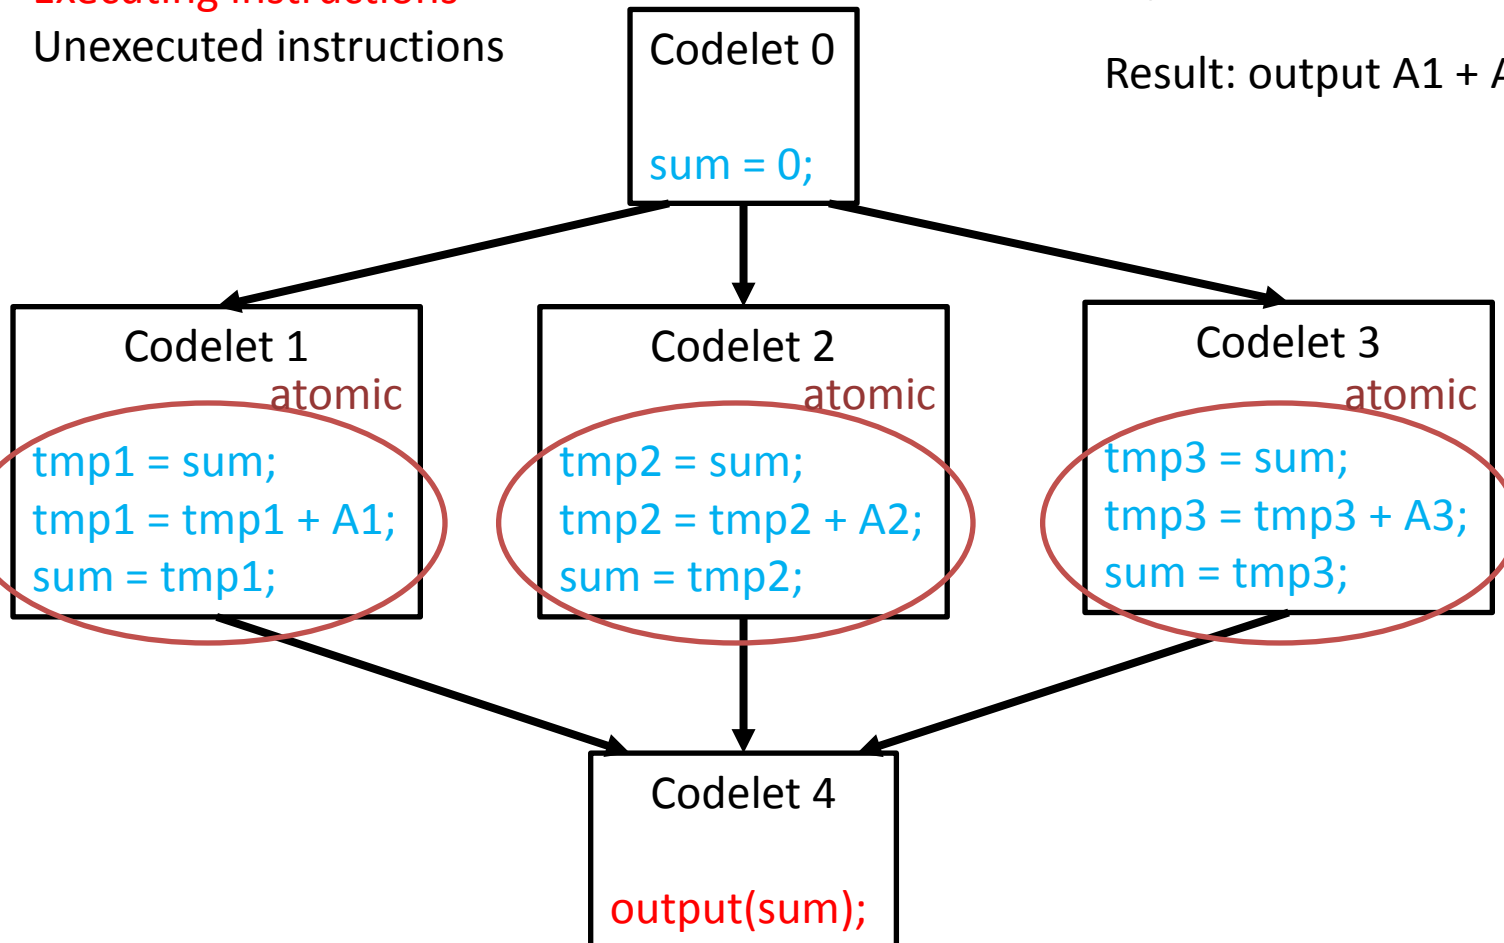 Executing instructions
Unexecuted instructions
Result: output A1 + A
Codelet 0
sum = 0;
Codelet 1
atomic
tmp1 = sum;
tmp1 = tmp1 + A1;
sum = tmp1;
Codelet 2
atomic
tmp2 = sum;
tmp2 = tmp2 + A2;
sum = tmp2;
Codelet 3
atomic
tmp3 = sum;
tmp3 = tmp3 + A3;
sum = tmp3;
Codelet 4
output(sum);